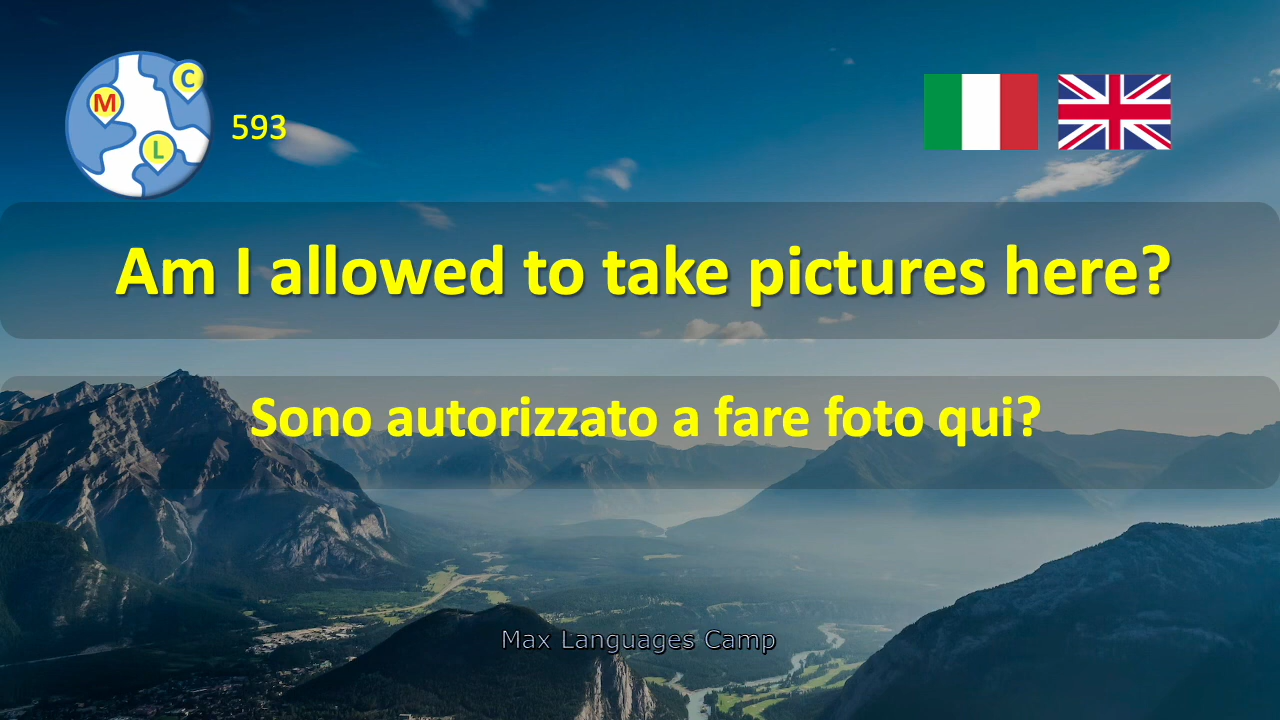 M
C
L
593
Am I allowed to take pictures here?
Sono autorizzato a fare foto qui?
Max Languages Camp